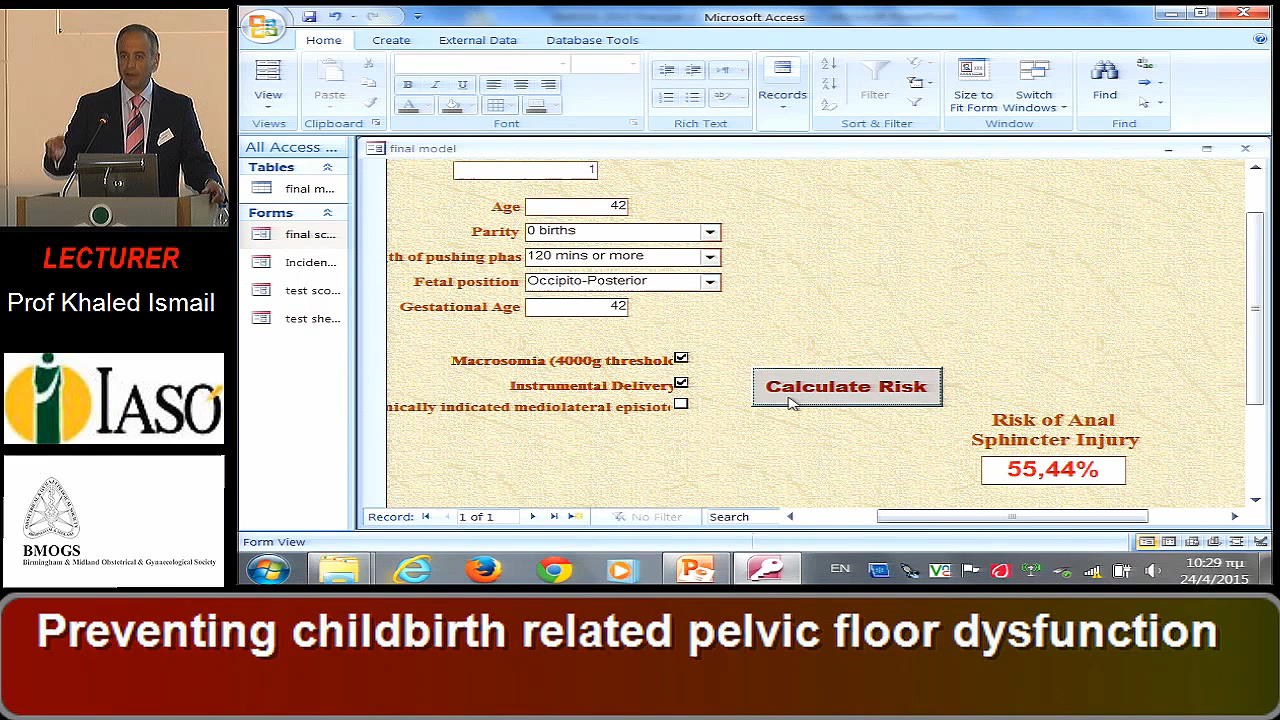 LECTURER
Prof Khaled Ismail
IASO
BMOGS
Birmingham & Midland Obstetrical & Gynaecological Society
Microsoft Access
Home Create External Data Database Tools
View
Paste
B I U
Records
Filter
Size to Fit Form
Switch Windows
Find
Views Clipboard Font Rich Text Sort & Filter Window Find
All Access ...
Tables
final m...
Forms
final sc...
Inciden...
test sco...
test she...
final model
1
Age 42
Parity 0 births
th of pushing phas 120 mins or more
Fetal position Occipito-Posterior
Gestational Age 42
Macrosomia (4000g threshold
Instrumental Delivery
nically indicated mediolateral episioto
Calculate Risk
Risk of Anal
Sphincter Injury
55,44%
Record: 1 of 1 No Filter Search
Form View
EN
10:29 πμ
24/4/2015
Preventing childbirth related pelvic floor dysfunction